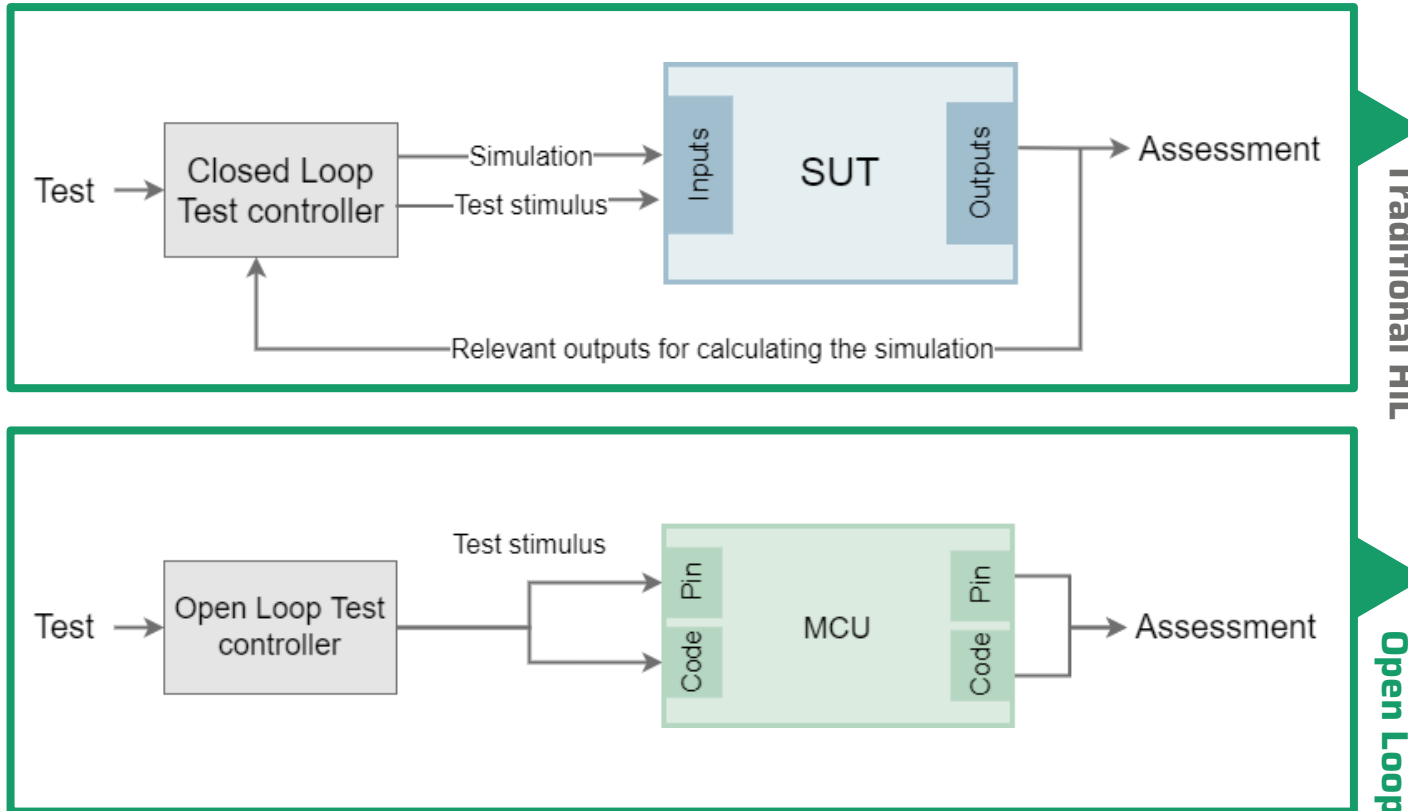 Test
Closed Loop
Test controller
Simulation
Test stimulus
Inputs
SUT
Outputs
Assessment
Relevant outputs for calculating the simulation
Traditional HiL
Test
Open Loop Test
controller
Test stimulus
Pin
Code
MCU
Pin
Code
Assessment
Open Loop